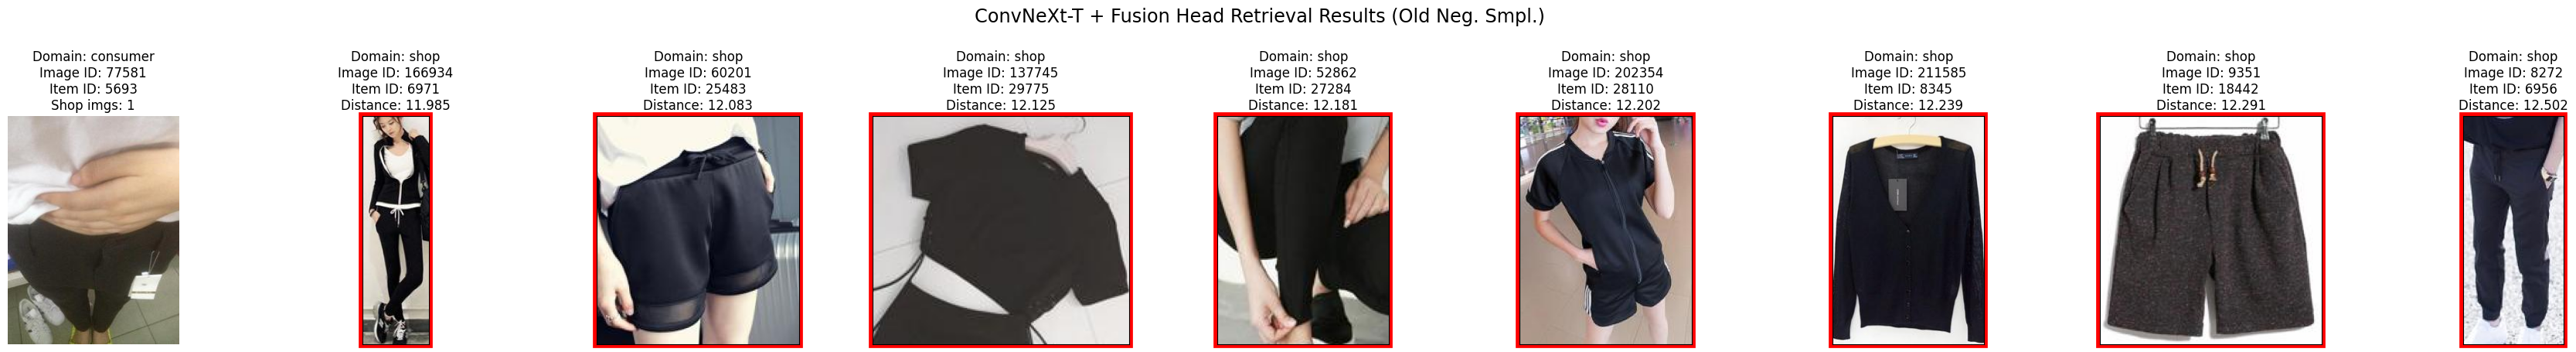 ConvNeXt-T + Fusion Head Retrieval Results (Old Neg. Smpl.)
Domain: consumer
Image ID: 77581
Item ID: 5693
Shop imgs: 1
Domain: shop
Image ID: 166934
Item ID: 6971
Distance: 11.985
Domain: shop
Image ID: 60201
Item ID: 25483
Distance: 12.083
Domain: shop
Image ID: 137745
Item ID: 29775
Distance: 12.125
Domain: shop
Image ID: 52862
Item ID: 27284
Distance: 12.181
Domain: shop
Image ID: 202354
Item ID: 28110
Distance: 12.202
Domain: shop
Image ID: 211585
Item ID: 8345
Distance: 12.239
Domain: shop
Image ID: 9351
Item ID: 18442
Distance: 12.291
Domain: shop
Image ID: 8272
Item ID: 6956
Distance: 12.502